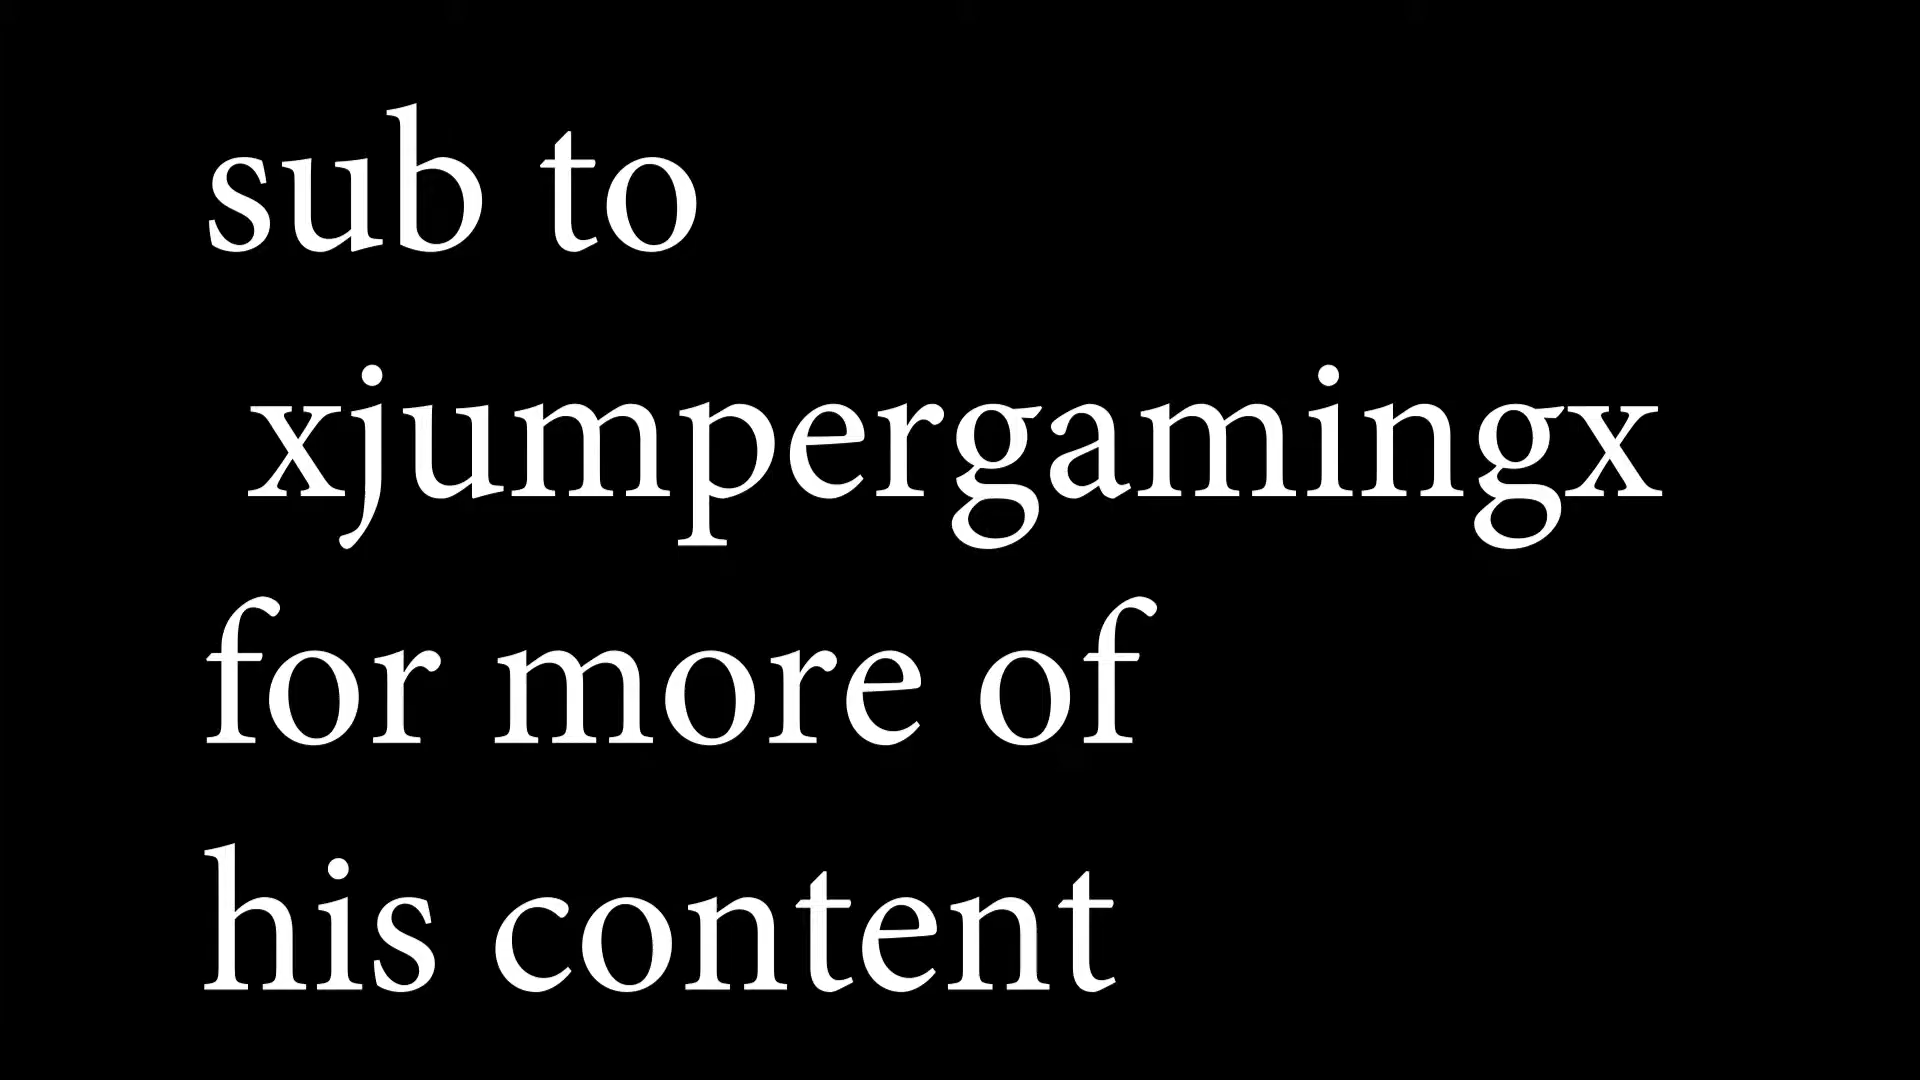 sub to
xjumpergamingx
for more of
his content